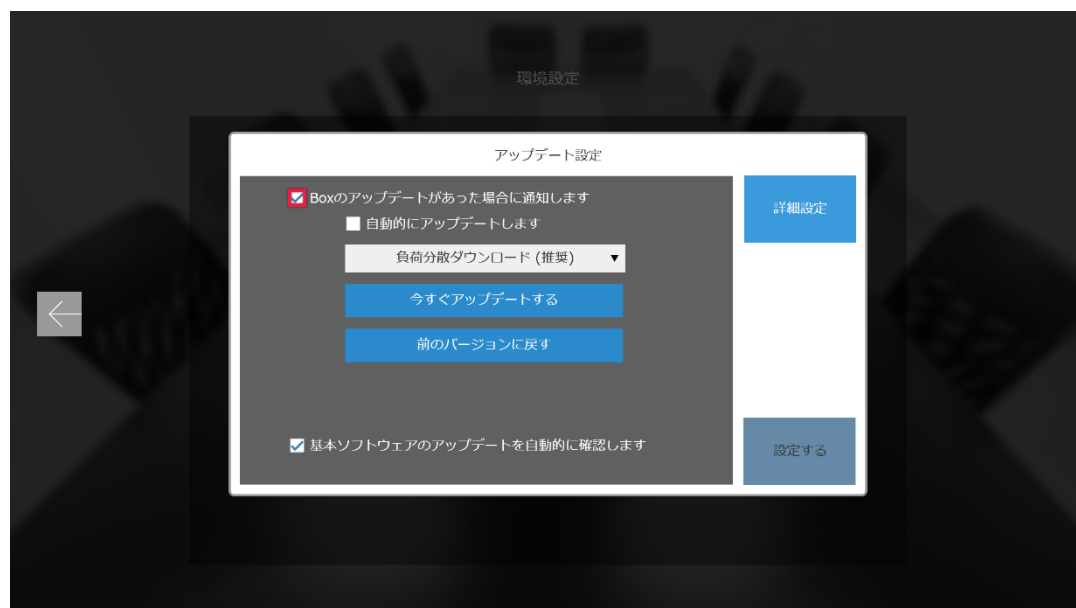 環境設定
アップデート設定
Boxのアップデートがあった場合に通知します
自動的にアップデートします
負荷分散ダウンロード (推奨) ▼
今すぐアップデートする
前のバージョンに戻す
基本ソフトウェアのアップデートを自動的に確認します
詳細設定
設定する